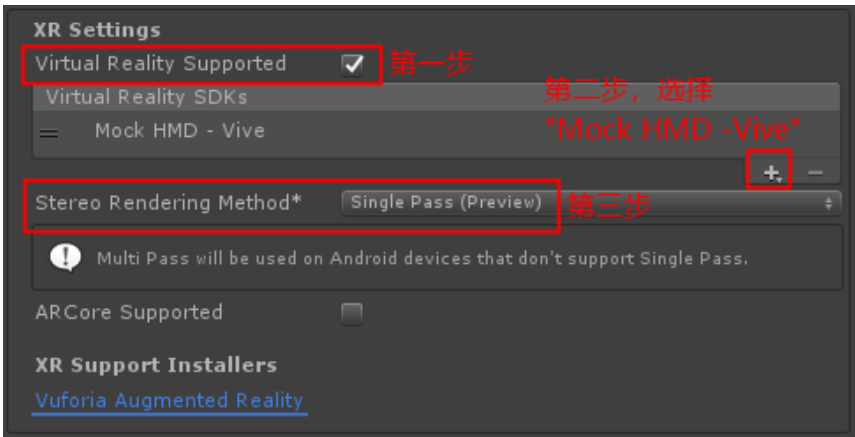 XR Settings
Virtual Reality Supported 第一步
Virtual Reality SDKs 第二步，选择
Mock HMD - Vive "Mock HMD -Vive"
Stereo Rendering Method* Single Pass (Preview) 第三步
Multi Pass will be used on Android devices that don't support Single Pass.
ARCore Supported
XR Support Installers
Vuforia Augmented Reality